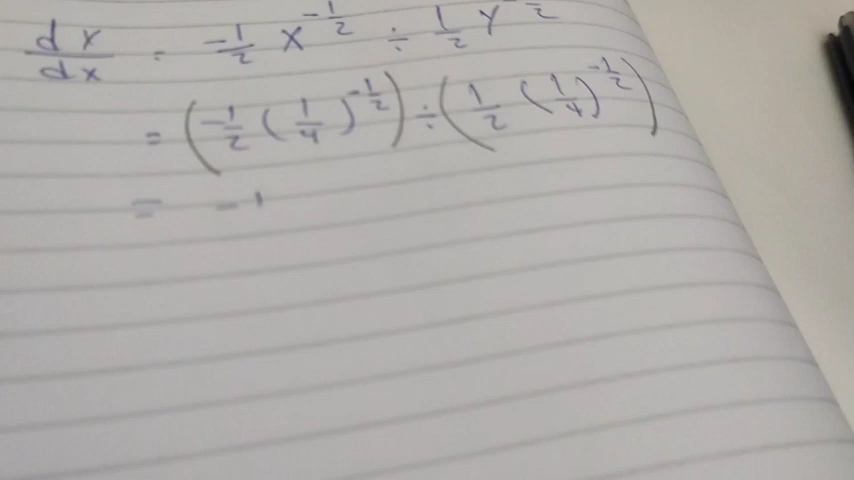 dy/dx = -1/2 x^{-1/2} ÷ 1/2 y^{-1/2}
= (-1/2 (1/4)^{-1/2}) ÷ (1/2 (1/4)^{-1/2})
= -1